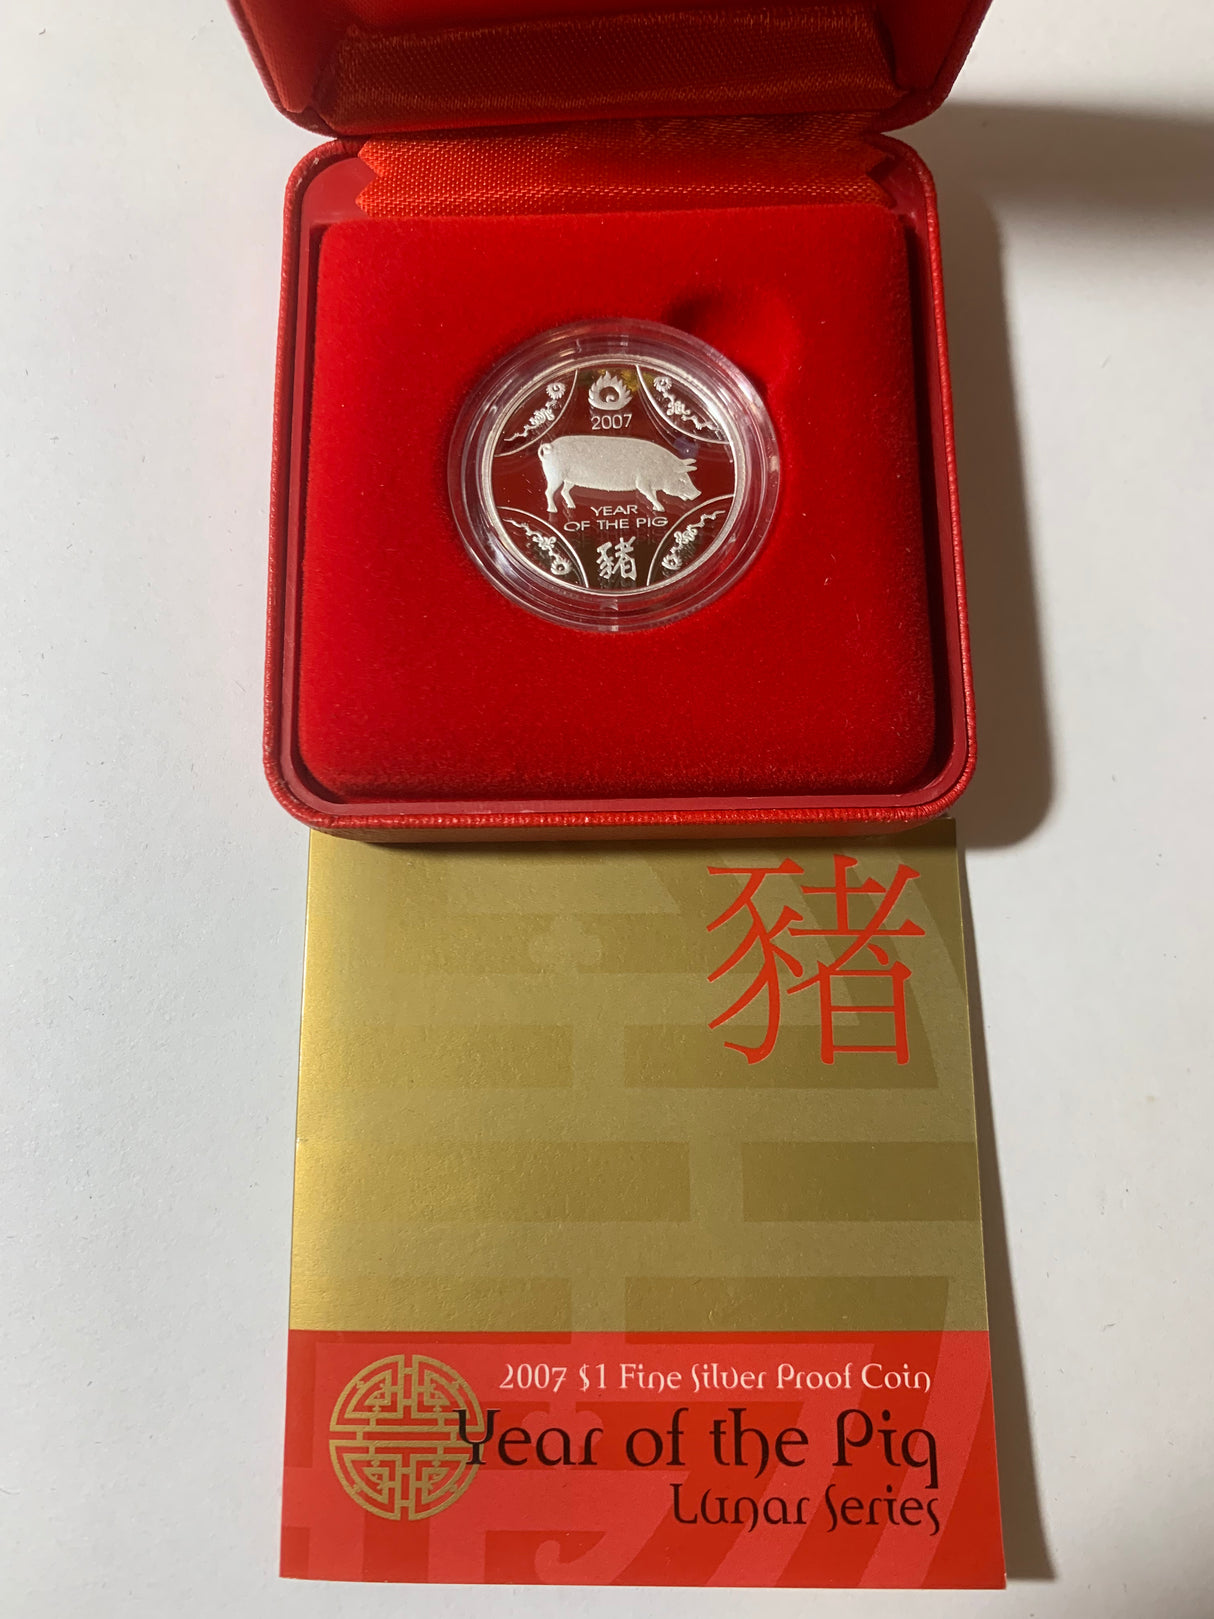 2007
YEAR
OF THE PIG
豬
豬
2007 $1 Fine Silver Proof Coin
Year of the Pig
Lunar Series